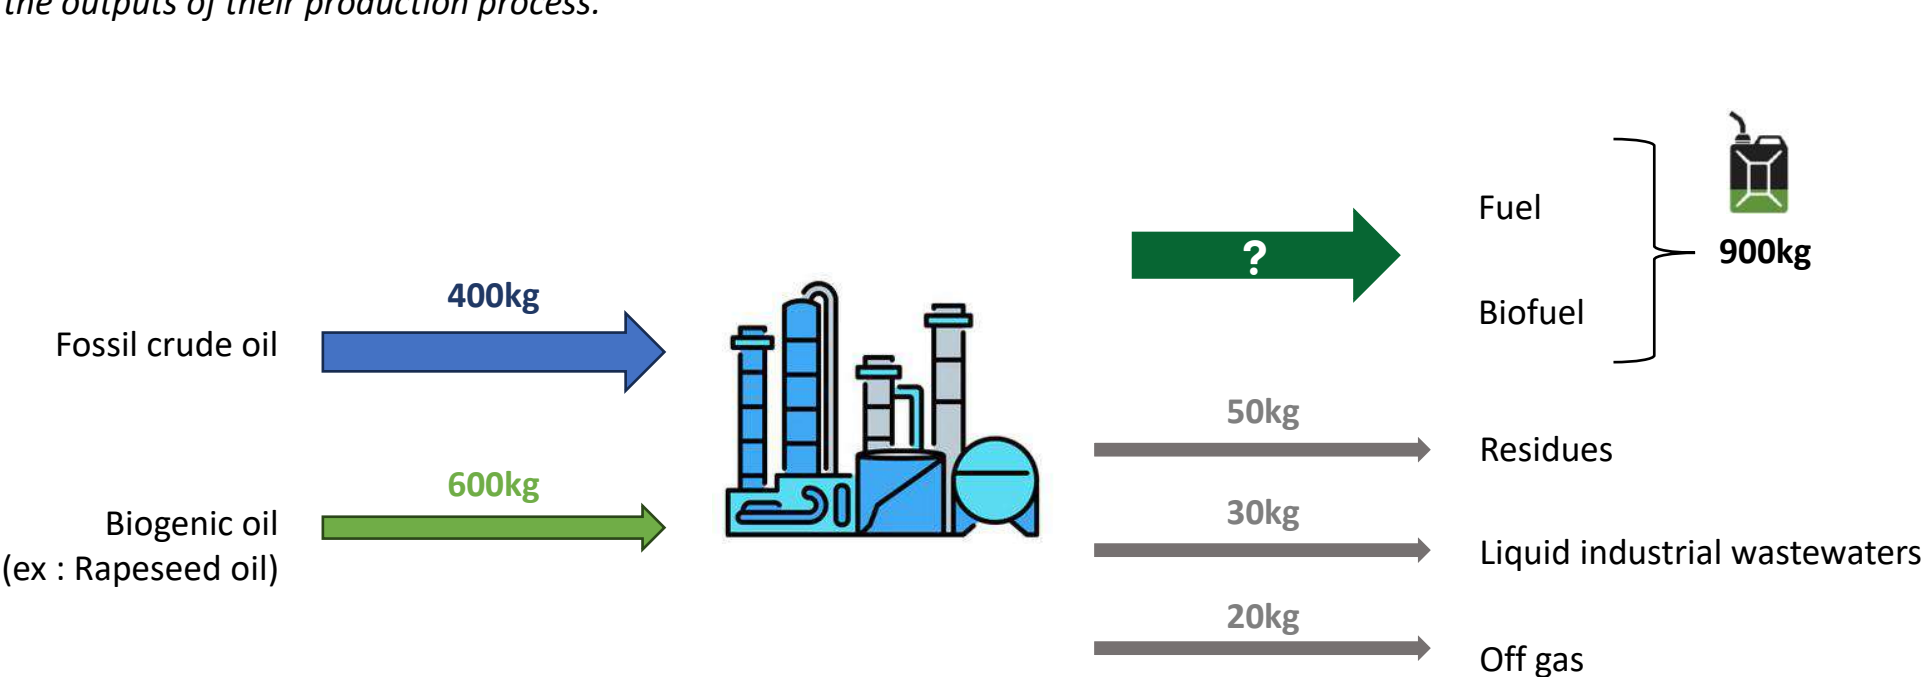 the outputs of their production process.
Fuel
?
900kg
400kg
Biofuel
Fossil crude oil
50kg
Residues
600kg
Biogenic oil
(ex : Rapeseed oil)
30kg
Liquid industrial wastewaters
20kg
Off gas